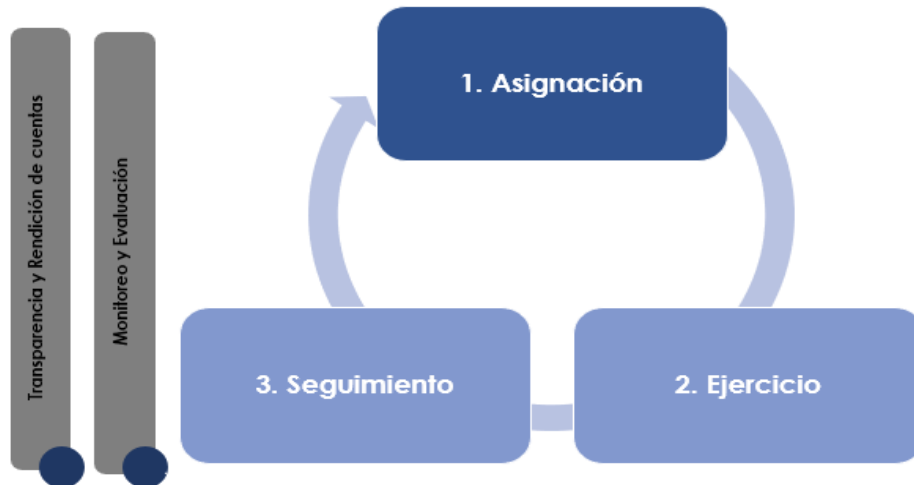 Transparencia y Rendición de cuentas
Monitoreo y Evaluación
1. Asignación
3. Seguimiento
2. Ejercicio